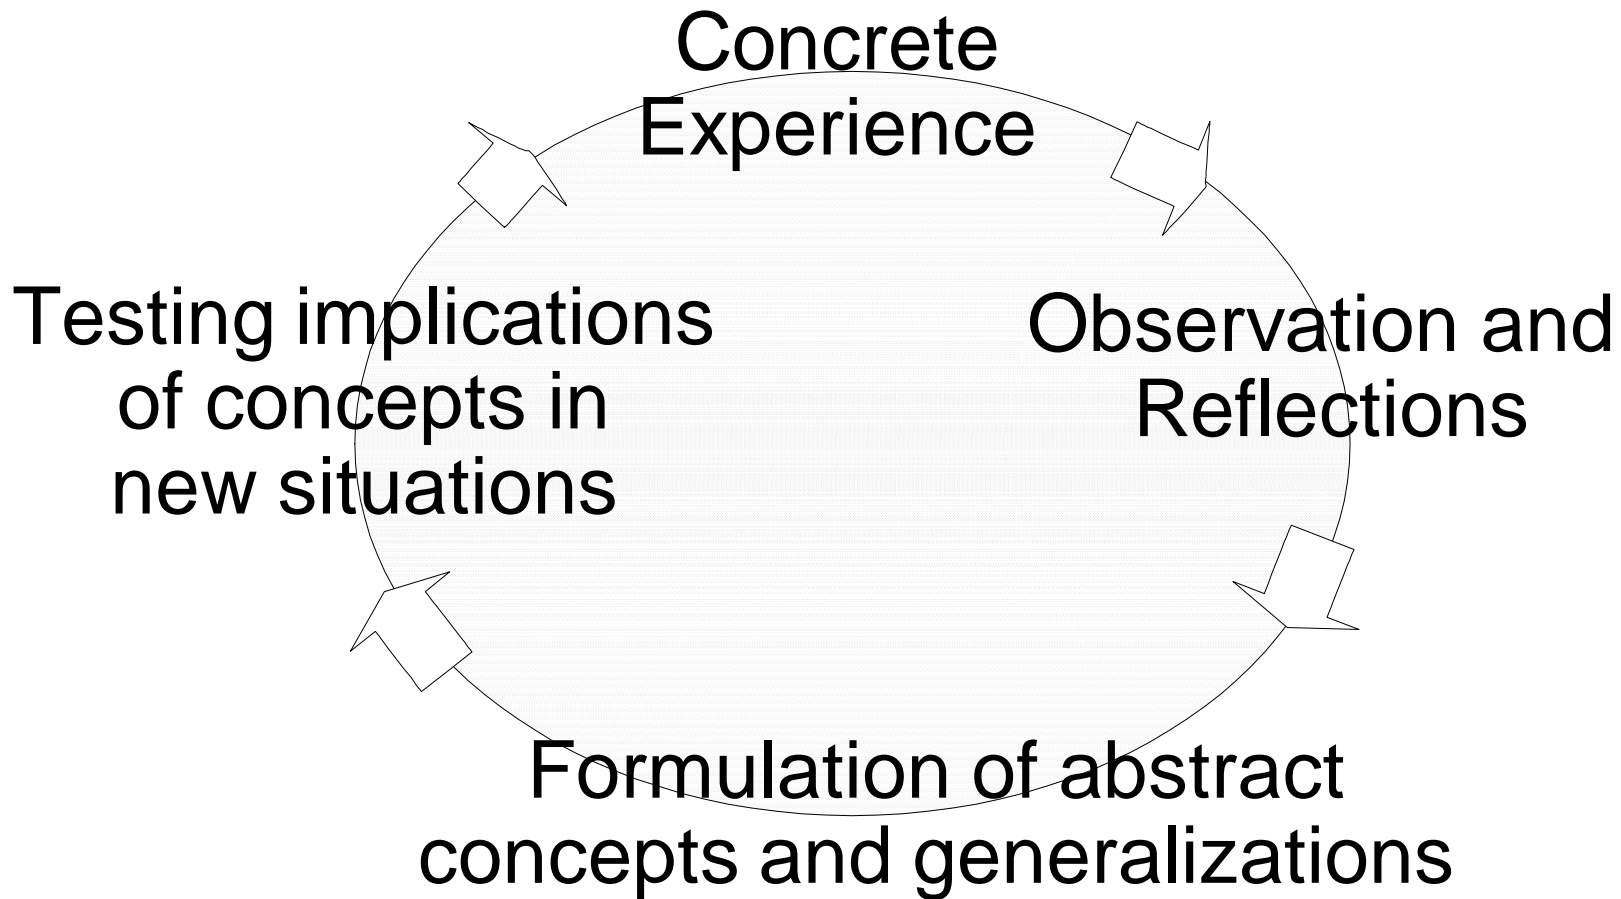 Concrete
Experience
Observation and
Reflections
Formulation of abstract
concepts and generalizations
Testing implications
of concepts in
new situations